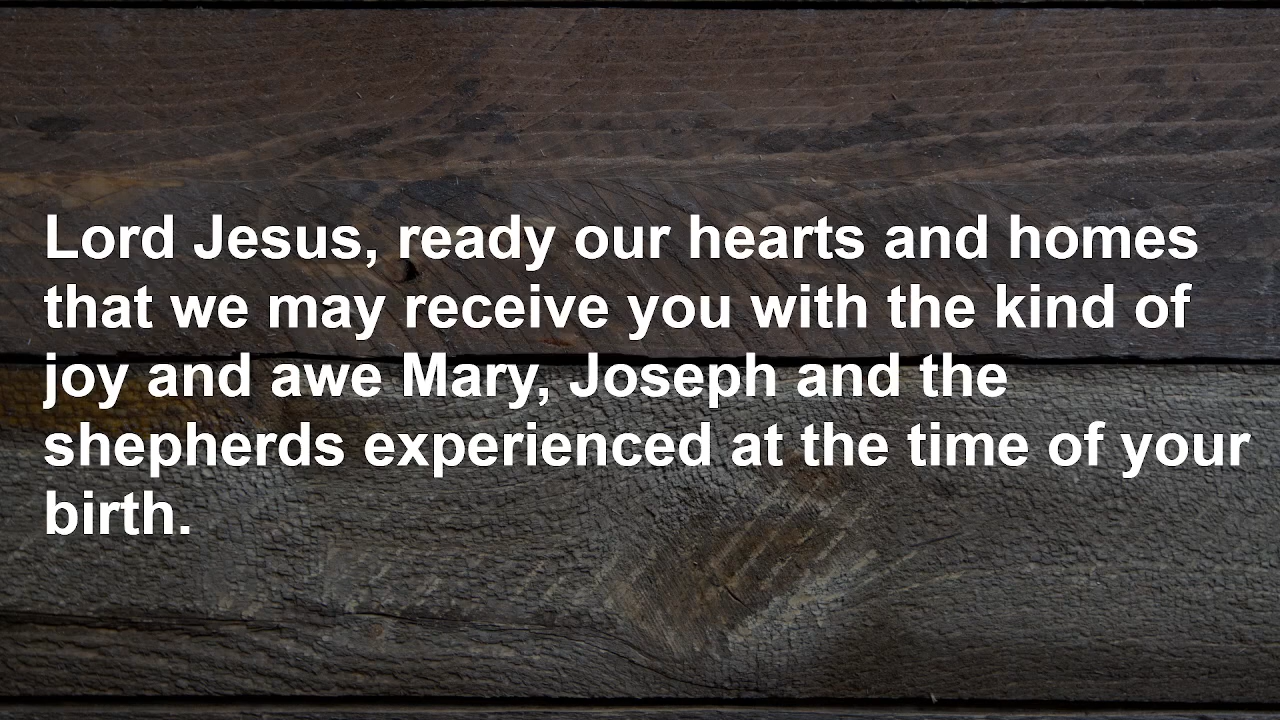 Lord Jesus, ready our hearts and homes
that we may receive you with the kind of
joy and awe Mary, Joseph and the
shepherds experienced at the time of your
birth.